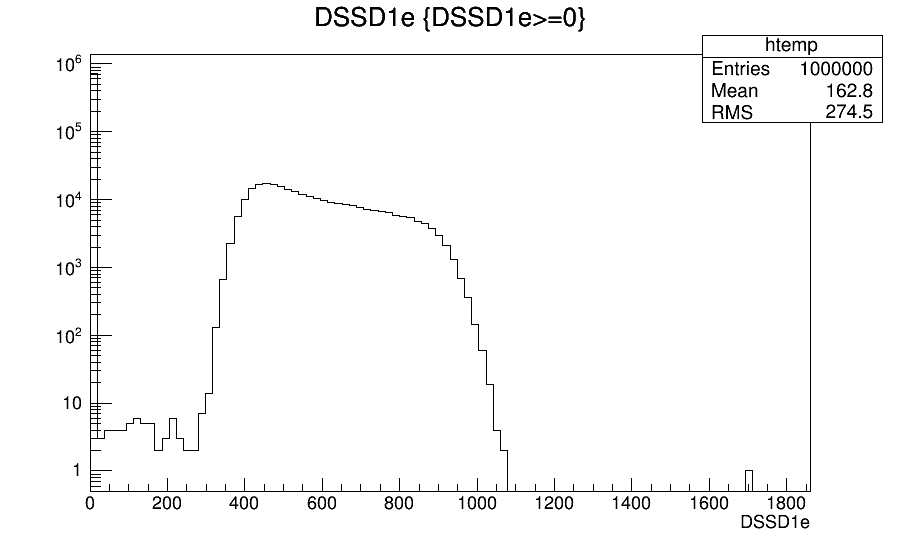 DSSD1e {DSSD1e>=0}
htemp
Entries 1000000
Mean 162.8
RMS 274.5
10^6
10^5
10^4
10^3
10^2
10
1
0 200 400 600 800 1000 1200 1400 1600 1800
DSSD1e